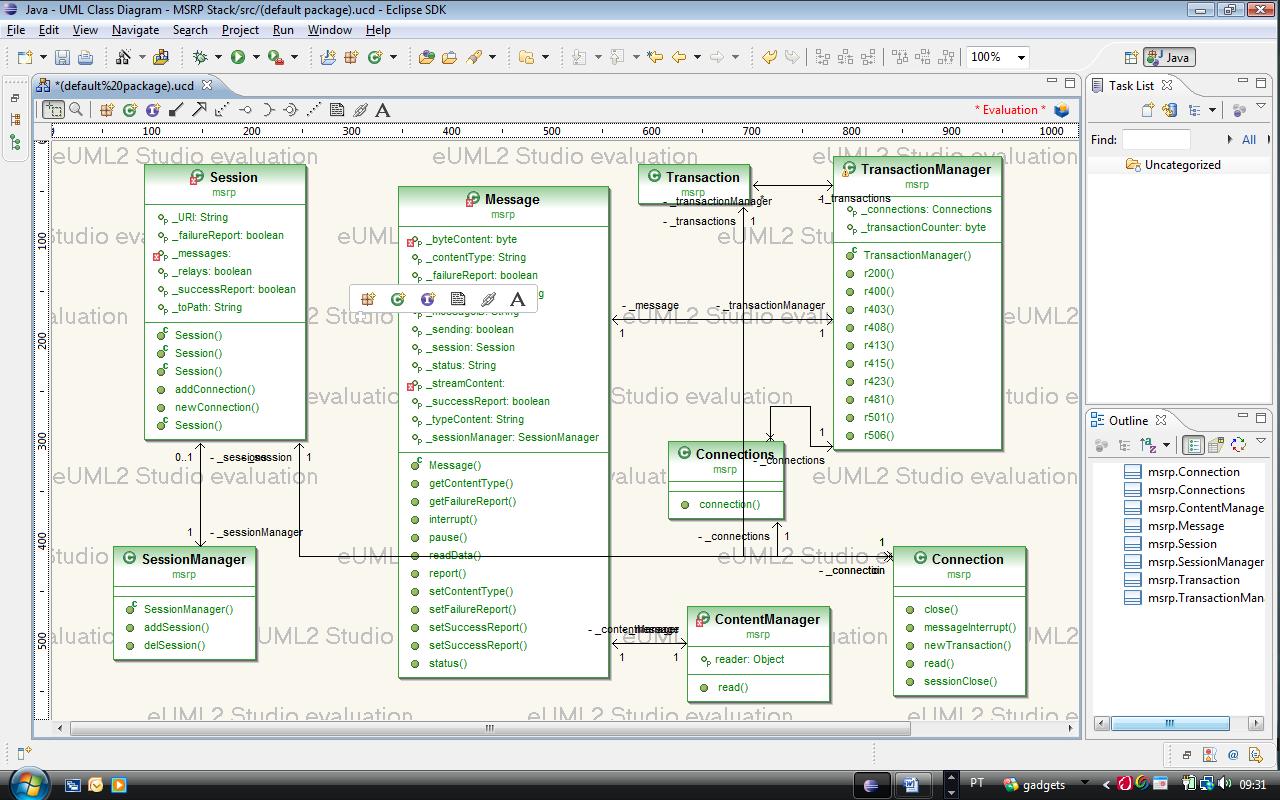 Java - UML Class Diagram - MSRP Stack/src/(default package).ucd - Eclipse SDK
File Edit View Navigate Search Project Run Window Help
100%
Java
*(default%20package).ucd
* Evaluation *
100 200 300 400 500 600 700 800 900 1000
100
200
300
400
500
eUML2 Studio evaluation
eUML2 Studio evaluation
eUML2 Studio evaluation
Session
msrp
_URI: String
_failureReport: boolean
_messages:
_relays: boolean
_successReport: boolean
_toPath: String
Session()
Session()
Session()
addConnection()
newConnection()
Session()
Message
msrp
_byteContent: byte
_contentType: String
_failureReport: boolean
_sending: boolean
_session: Session
_status: String
_streamContent:
_successReport: boolean
_typeContent: String
_sessionManager: SessionManager
Message()
getContentType()
getFailureReport()
interrupt()
pause()
readData()
report()
setContentType()
setFailureReport()
setSuccessReport()
setSuccessReport()
status()
Transaction
msrp
- _transactionManager
- _transactions 1
_transactions
TransactionManager
msrp
_connections: Connections
_transactionCounter: byte
TransactionManager()
r200()
r400()
r403()
r408()
r413()
r415()
r423()
r481()
r501()
r506()
- _message
- _transactionManager
1
1
Connections
msrp
connection()
1
- _connections
- _connections 1
0..1
- _session
1
1
- _sessionManager
SessionManager
msrp
SessionManager()
addSession()
delSession()
1
- _connection
Connection
msrp
close()
messageInterrupt()
newTransaction()
read()
sessionClose()
ContentManager
msrp
reader: Object
read()
1
1
Task List
Find:
All
Uncategorized
Outline
msrp.Connection
msrp.Connections
msrp.ContentManage
msrp.Message
msrp.Session
msrp.SessionManager
msrp.Transaction
msrp.TransactionMan
PT
gadgets
09:31